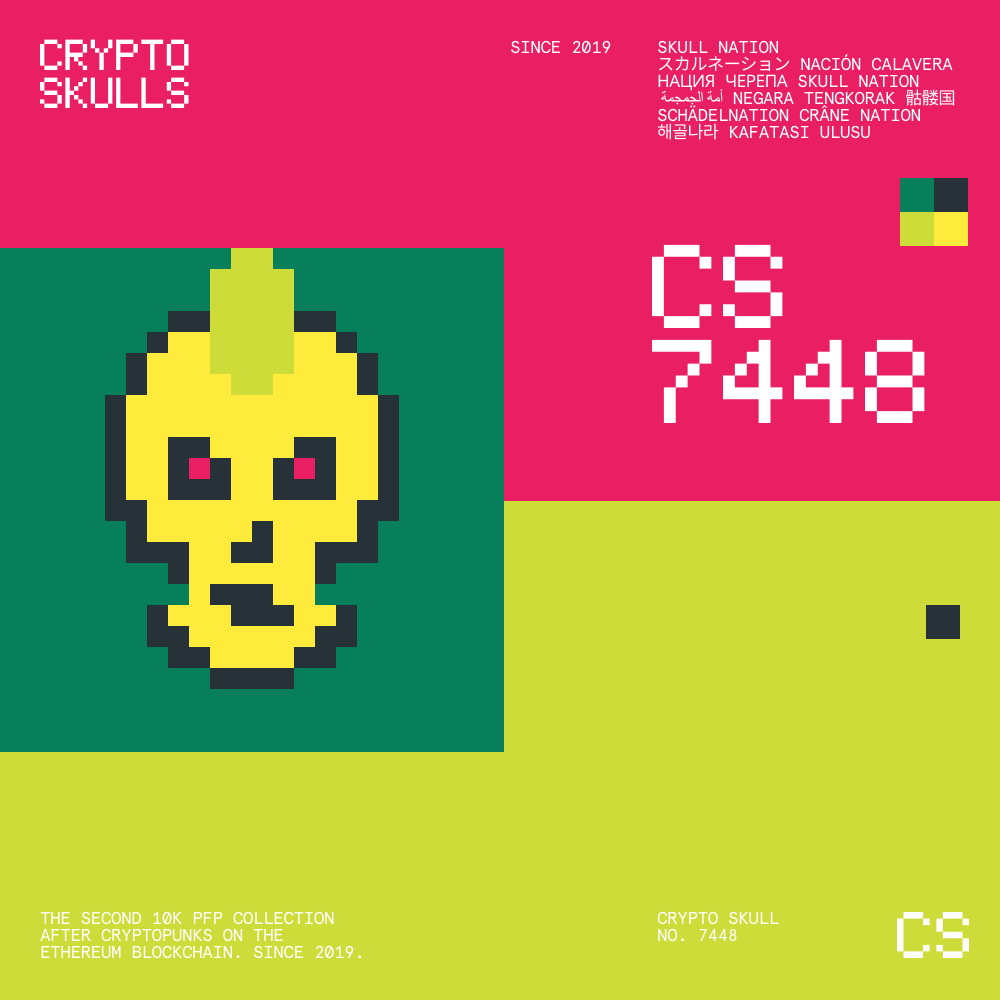 CRYPTO
SKULLS
SINCE 2019
SKULL NATION
スカルネーション NACIÓN CALAVERA
НАЦИЯ ЧЕРЕПА SKULL NATION
أمة الجمجمة NEGARA TENGKORAK 骷髅国
SCHÄDELNATION CRÂNE NATION
해골나라 KAFATASI ULUSU
CS
7448
THE SECOND 10K PFP COLLECTION
AFTER CRYPTOPUNKS ON THE
ETHEREUM BLOCKCHAIN. SINCE 2019.
CRYPTO SKULL
NO. 7448
CS